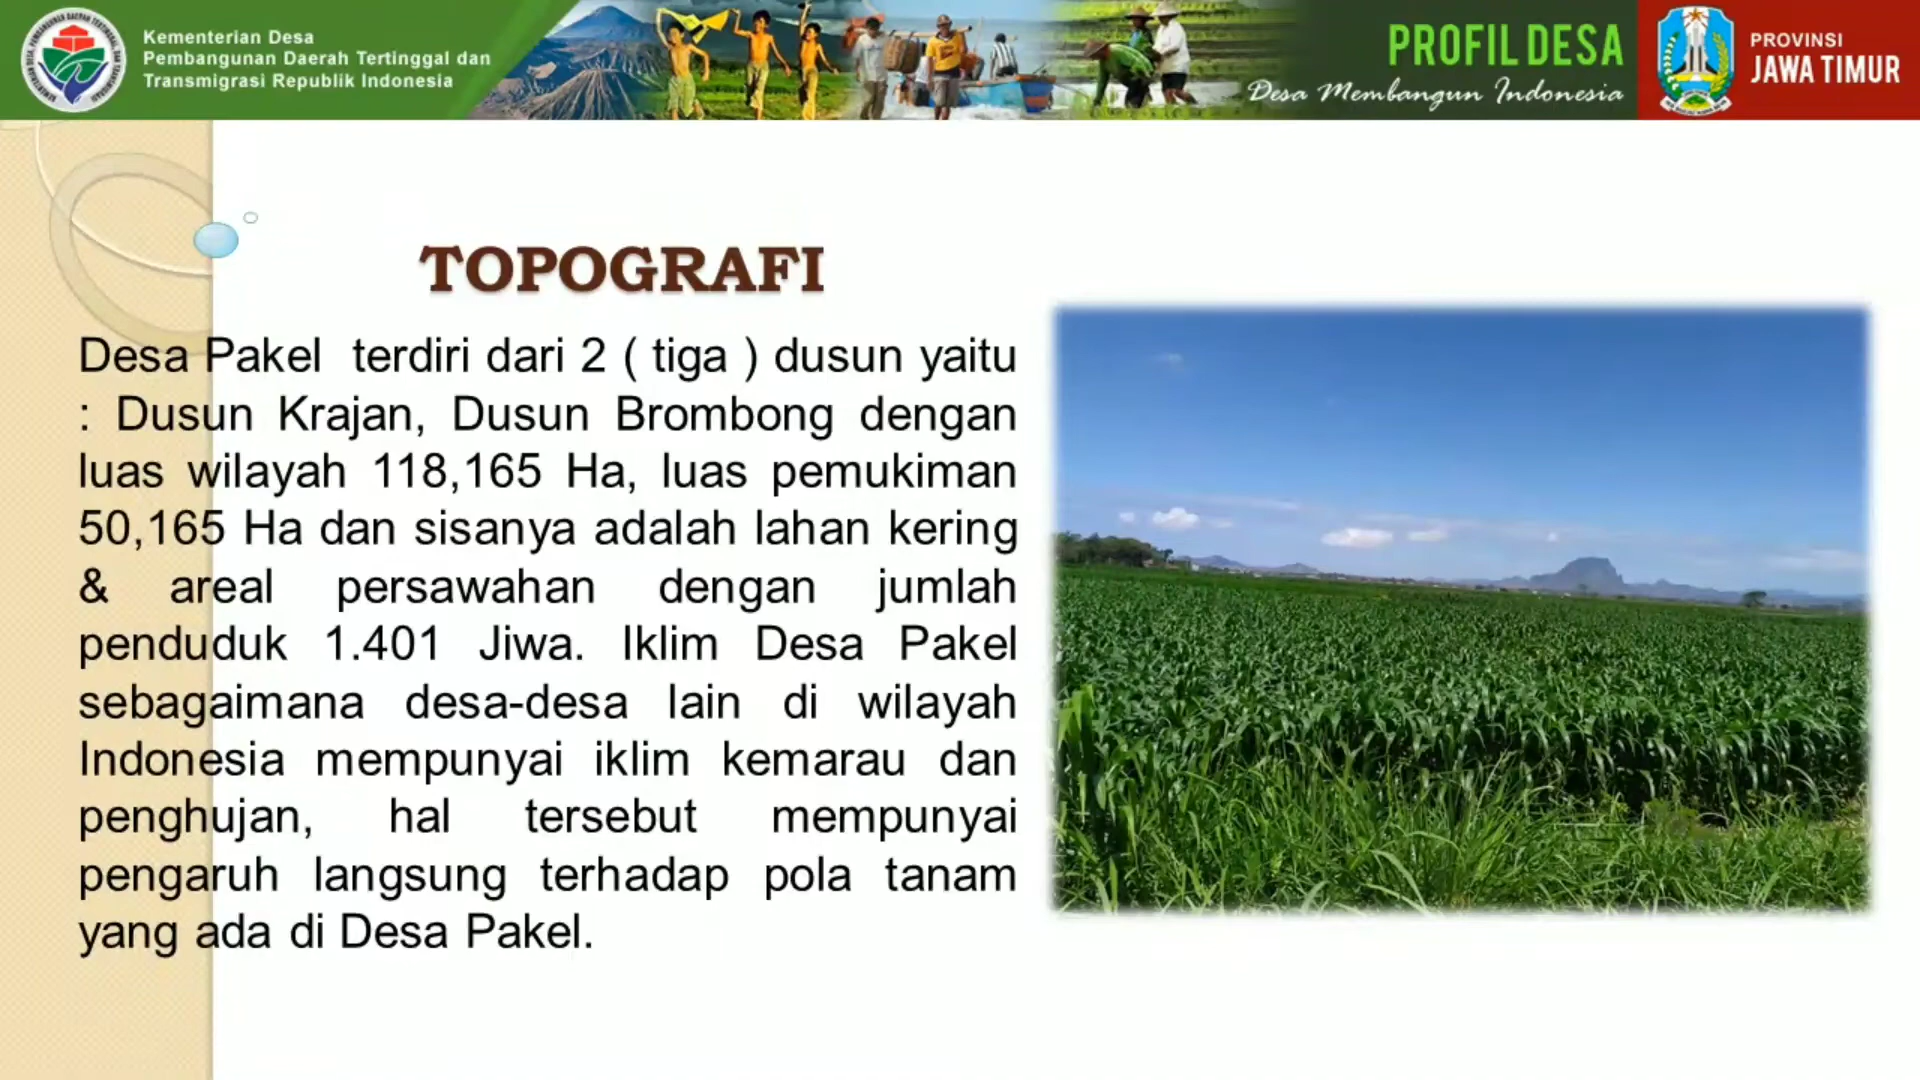 Kementerian Desa
Pembangunan Daerah Tertinggal dan
Transmigrasi Republik Indonesia
PROFIL DESA
Desa Membangun Indonesia
PROVINSI
JAWA TIMUR
TOPOGRAFI
Desa Pakel terdiri dari 2 ( tiga ) dusun yaitu
: Dusun Krajan, Dusun Brombong dengan
luas wilayah 118,165 Ha, luas pemukiman
50,165 Ha dan sisanya adalah lahan kering
& areal persawahan dengan jumlah
penduduk 1.401 Jiwa. Iklim Desa Pakel
sebagaimana desa-desa lain di wilayah
Indonesia mempunyai iklim kemarau dan
penghujan, hal tersebut mempunyai
pengaruh langsung terhadap pola tanam
yang ada di Desa Pakel.